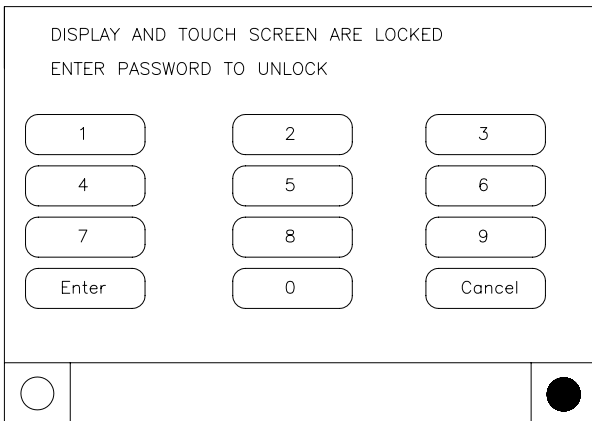 DISPLAY AND TOUCH SCREEN ARE LOCKED
ENTER PASSWORD TO UNLOCK
1 2 3
4 5 6
7 8 9
Enter 0 Cancel